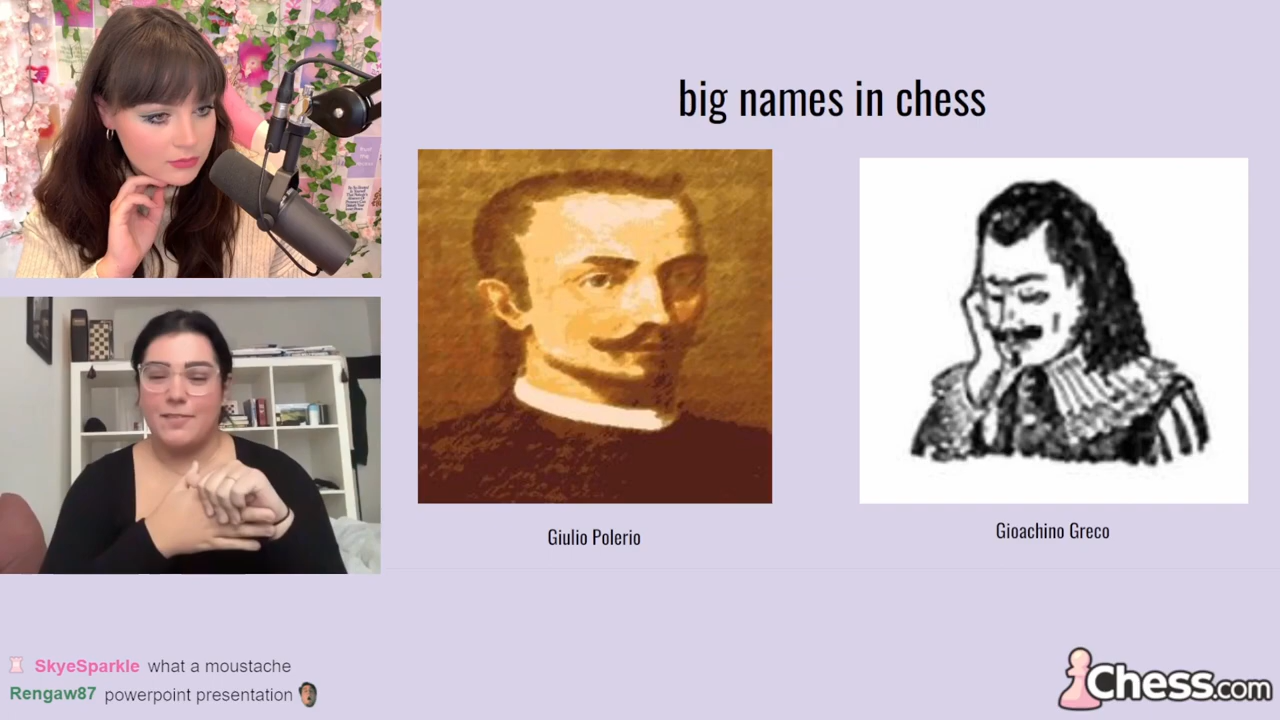 big names in chess
Giulio Polerio
Gioachino Greco
SkyeSparkle what a moustache
Rengaw87 powerpoint presentation
Chess.com